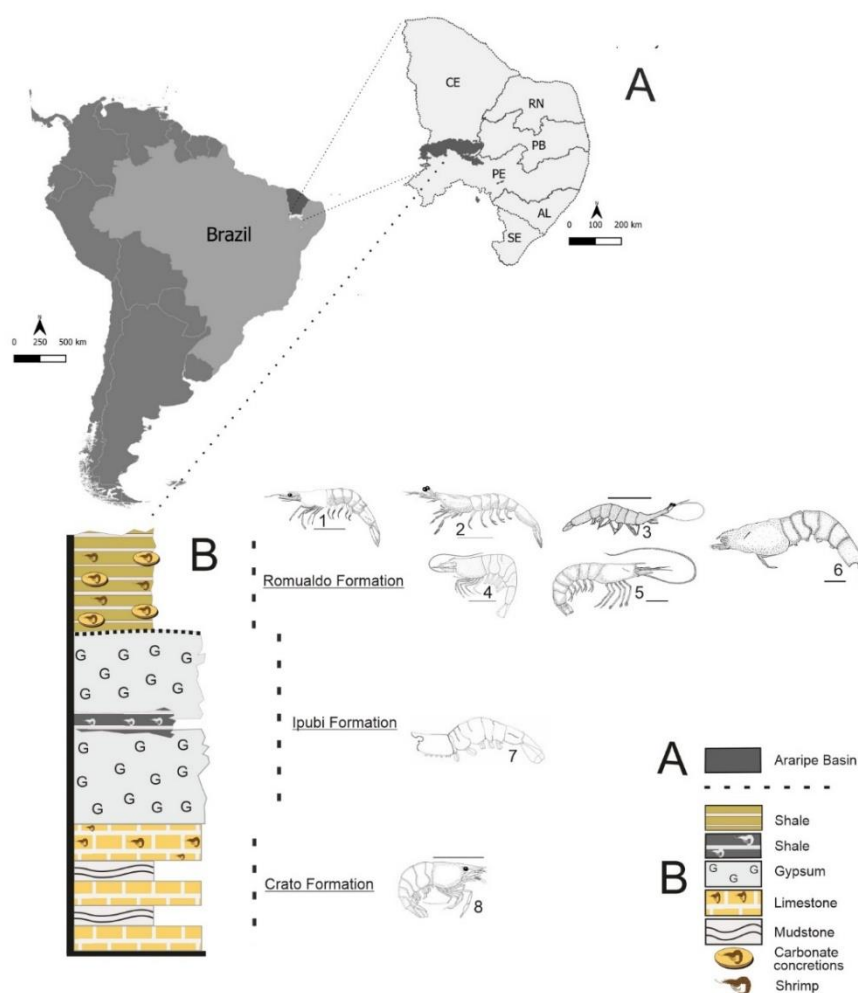 A
CE
RN
PB
PE
AL
SE
N
0 100 200 km
Brazil
N
0 250 500 km
B
1
2
3
6
Romualdo Formation
4
5
G G G
G G
G G G
G G
Ipubi Formation
7
G G G
G G
G G G
G G
Crato Formation
8
A
Araripe Basin
Shale
Shale
G G
G
Gypsum
B
Limestone
Mudstone
Carbonate
concretions
Shrimp